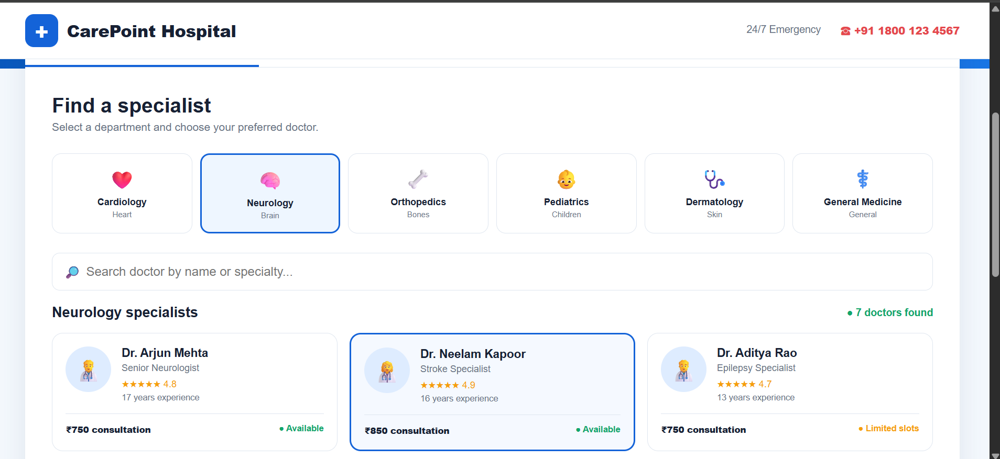 CarePoint Hospital
24/7 Emergency
☎ +91 1800 123 4567
Find a specialist
Select a department and choose your preferred doctor.
Cardiology
Heart
Neurology
Brain
Orthopedics
Bones
Pediatrics
Children
Dermatology
Skin
General Medicine
General
Search doctor by name or specialty...
Neurology specialists
● 7 doctors found
Dr. Arjun Mehta
Senior Neurologist
★★★★★ 4.8
17 years experience
₹750 consultation
● Available
Dr. Neelam Kapoor
Stroke Specialist
★★★★★ 4.9
16 years experience
₹850 consultation
● Available
Dr. Aditya Rao
Epilepsy Specialist
★★★★★ 4.7
13 years experience
₹750 consultation
● Limited slots